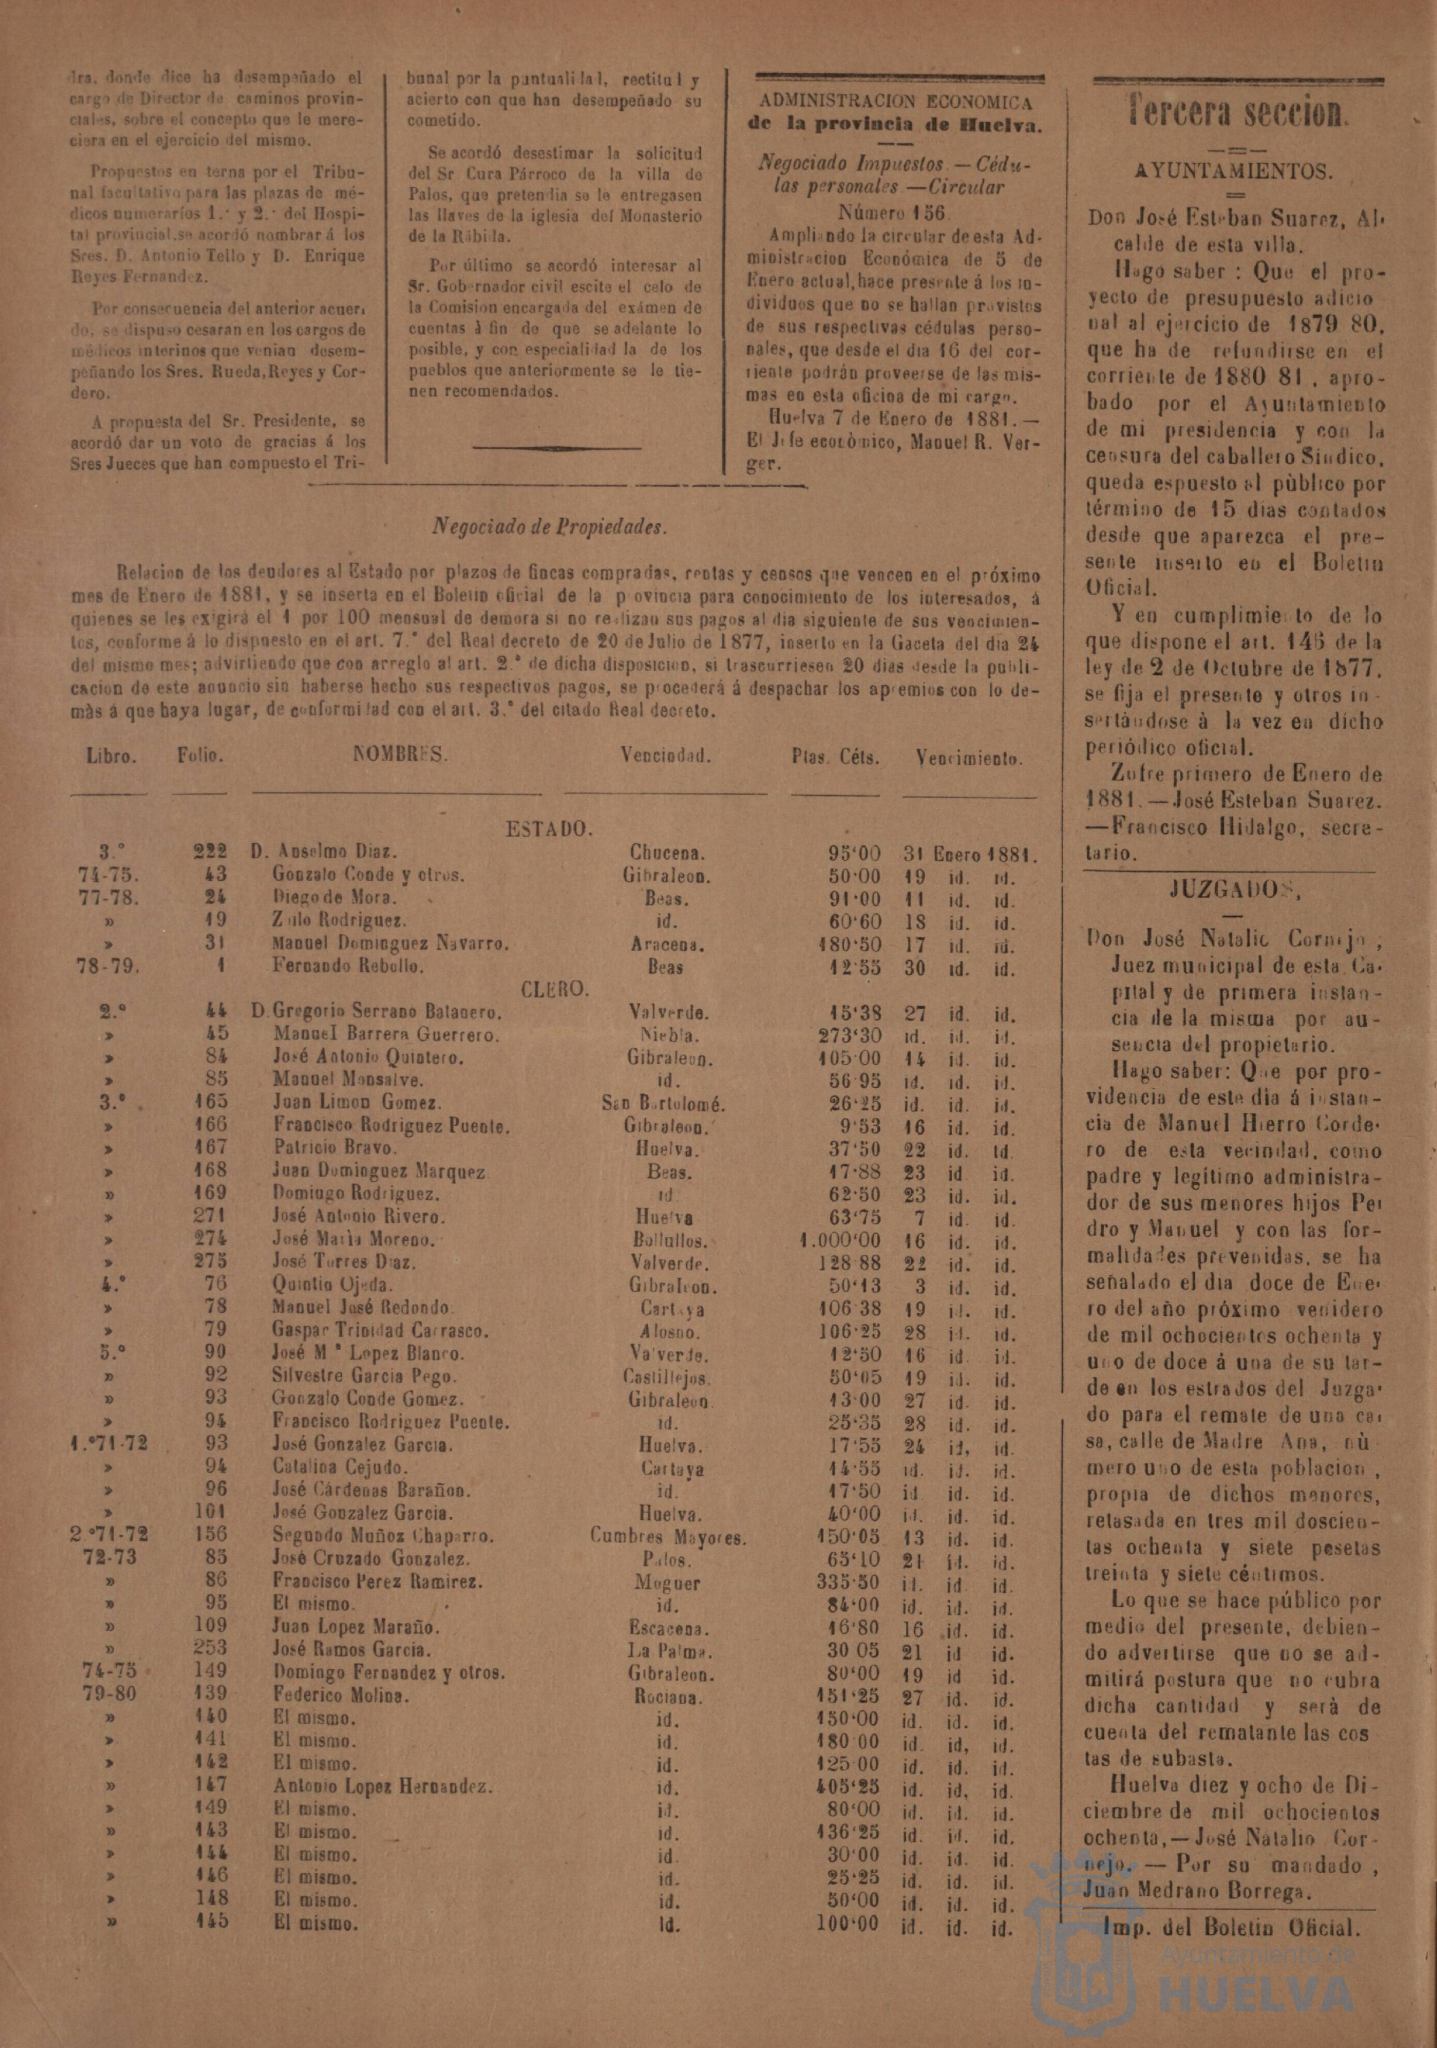 dra, donde dice ha desempeñado el
cargo de Director de caminos provin-
ciales, sobre el concepto que le mere-
ciera en el ejercicio del mismo.
Propuestos en terna por el Tribu-
nal facultativo para las plazas de mé-
dicos numerarios 1.ª y 2.ª del Hospi-
tal provincial, se acordó nombrar á los
Sres. D. Antonio Tello y D. Enrique
Reyes Fernandez.
Por consecuencia del anterior acuer-
do, se dispuso cesaran en los cargos de
médicos interinos que venian desem-
peñando los Sres. Rueda, Reyes y Cor-
dero.
A propuesta del Sr. Presidente, se
acordó dar un voto de gracias á los
Sres Jueces que han compuesto el Tri-
bunal por la puntualidad, rectitud y
acierto con que han desempeñado su
cometido.
Se acordó desestimar la solicitud
del Sr. Cura Párroco de la villa de
Palos, que pretendia se le entregasen
las llaves de la iglesia del Monasterio
de la Rábida.
Por último se acordó interesar al
Sr. Gobernador civil escite el celo de
la Comision encargada del exámen de
cuentas á fin de que se adelante lo
posible, y con especialidad la de los
pueblos que anteriormente se le tie-
nen recomendados.
ADMINISTRACION ECONOMICA
de la provincia de Huelva.
Negociado Impuestos.—Cédu-
las personales.—Circular
Número 156.
Ampliando la circular de esta Ad-
ministracion Económica de 5 de
Enero actual, hace presente á los in-
dividuos que no se hallan provistos
de sus respectivas cédulas perso-
nales, que desde el dia 16 del cor-
riente podrán proveerse de las mis-
mas en esta oficina de mi cargo.
Huelva 7 de Enero de 1881.—
El Jefe económico, Manuel R. Ver-
ger.
Negociado de Propiedades.
Relacion de los deudores al Estado por plazos de fincas compradas, rentas y censos que vencen en el próximo
mes de Enero de 1881, y se inserta en el Boletin oficial de la provincia para conocimiento de los interesados, á
quienes se les exigirá el 1 por 100 mensual de demora si no realizan sus pagos al dia siguiente de sus vencimien-
tos, conforme á lo dispuesto en el art. 7.º del Real decreto de 20 de Julio de 1877, inserto en la Gaceta del dia 24
del mismo mes; advirtiendo que con arreglo al art. 2.º de dicha disposicion, si trascurriesen 20 dias desde la publi-
cacion de este anuncio sin haberse hecho sus respectivos pagos, se procederá á despachar los apremios con lo de-
màs á que haya lugar, de conformidad con el art. 3.º del citado Real decreto.
Libro. Folio. NOMBRES. Venciodad. Ptas. Céts. Vencimiento.
ESTADO.
3.º 222 D. Anselmo Diaz. Chucena. 95'00 31 Enero 1881.
74-75. 43 Gonzalo Conde y otros. Gibraleon. 50'00 19 id. id.
77-78. 24 Diego de Mora. Beas. 91'00 11 id. id.
» 19 Zoilo Rodriguez. id. 60'60 18 id. id.
» 31 Manuel Dominguez Navarro. Aracena. 180'50 17 id. id.
78-79. 1 Fernando Rebollo. Beas 12'55 30 id. id.
CLERO.
2.º 44 D. Gregorio Serrano Batanero. Valverde. 15'38 27 id. id.
» 45 Manuel Barrera Guerrero. Niebla. 273'30 id. id. id.
» 84 José Antonio Quintero. Gibraleon. 105'00 14 id. id.
» 85 Manuel Monsalve. id. 56'95 id. id. id.
3.º 165 Juan Limon Gomez. San Bartolomé. 26'25 id. id. id.
» 166 Francisco Rodriguez Puente. Gibraleon. 9'53 16 id. id.
» 167 Patricio Bravo. Huelva. 37'50 22 id. id.
» 168 Juan Dominguez Marquez Beas. 17'88 23 id id.
» 169 Domingo Rodriguez. id 62'50 23 id. id.
» 271 José Antonio Rivero. Huelva 63'75 7 id. id.
» 274 José Maria Moreno. Bollullos. 1.000'00 16 id. id.
» 275 José Torres Diaz. Valverde. 128'88 22 id. id.
4.º 76 Quintin Ojeda. Gibraleon. 50'13 3 id. id.
» 78 Manuel José Redondo. Cartaya 106'38 19 id. id.
» 79 Gaspar Trinidad Carrasco. Alosno. 106'25 28 id. id.
5.º 90 José M.ª Lopez Blanco. Valverde. 12'50 16 id. id.
» 92 Silvestre Garcia Pego. Castillejos. 50'05 19 id. id.
» 93 Gonzalo Conde Gomez. Gibraleon. 13'00 27 id. id.
» 94 Francisco Rodriguez Puente. id. 25'35 28 id. id.
1.º 71-72 93 José Gonzalez Garcia. Huelva. 17'55 24 id, id.
» 94 Catalina Cejudo. Cartaya 14'55 id. id. id.
» 96 José Cárdenas Barañon. id. 17'50 id id. id.
» 101 José Gonzalez Garcia. Huelva. 40'00 id. id. id.
2.º 71-72 156 Segundo Muñoz Chaparro. Cumbres Mayores. 150'05 13 id. id.
72-73 85 José Cruzado Gonzalez. Palos. 65'10 21 id. id.
» 86 Francisco Perez Ramirez. Moguer 335'50 id. id. id.
» 95 El mismo. id. 84'00 id. id. id.
» 109 Juan Lopez Maraño. Escacena. 16'80 16 id. id.
» 253 José Ramos Garcia. La Palma. 30 05 21 id id.
74-75 149 Domingo Fernandez y otros. Gibraleon. 80'00 19 id id.
79-80 139 Federico Molina. Rociana. 151'25 27 id. id.
» 140 El mismo. id. 150'00 id. id. id.
» 141 El mismo. id. 180'00 id. id, id.
» 142 El mismo. id. 125'00 id. id. id.
» 147 Antonio Lopez Hernandez. id. 405'25 id. id, id.
» 149 El mismo. id. 80'00 id. id. id.
» 143 El mismo. id. 136'25 id. id. id.
» 144 El mismo. id. 30'00 id. id. id.
» 146 El mismo. id. 25'25 id. id. id.
» 148 El mismo. id. 50'00 id. id. id.
» 145 El mismo. Id. 100'00 id. id. id.
Tercera seccion.
AYUNTAMIENTOS.
Don José Esteban Suarez, Al-
calde de esta villa.
Hago saber: Que el pro-
yecto de presupuesto adicio
nal al ejercicio de 1879 80,
que ha de refundirse en el
corriente de 1880 81, apro-
bado por el Ayuntamiento
de mi presidencia y con la
censura del caballero Sindico,
queda espuesto al pùblico por
término de 15 dias contados
desde que aparezca el pre-
sente inserto en el Boletin
Oficial.
Y en cumplimiento de lo
que dispone el art. 145 de la
ley de 2 de Octubre de 1877,
se fija el presente y otros in-
sertándose à la vez en dicho
periódico oficial.
Zufre primero de Enero de
1881.—José Esteban Suarez.
—Francisco Hidalgo, secre-
tario.
JUZGADOS,
Don José Natalio Cornejo,
Juez municipal de esta Ca-
pital y de primera instan-
cia de la misma por au-
sencia del propietario.
Hago saber: Que por pro-
videncia de este dia á instan-
cia de Manuel Hierro Corde-
ro de esta vecindad, como
padre y legítimo administra-
dor de sus menores hijos Pe-
dro y Manuel y con las for-
malidades prevenidas, se ha
señalado el dia doce de Ene-
ro del año próximo venidero
de mil ochocientos ochenta y
uno de doce á una de su tar-
de en los estrados del Juzga-
do para el remate de una ca-
sa, calle de Madre Ana, nù
mero uno de esta poblacion,
propia de dichos menores,
retasada en tres mil doscien-
tas ochenta y siete pesetas
treinta y siete céntimos.
Lo que se hace público por
medio del presente, debien-
do advertirse que no se ad-
mitirá postura que no cubra
dicha cantidad y serà de
cuenta del rematante las cos
tas de subasta.
Huelva diez y ocho de Di-
ciembre de mil ochocientos
ochenta,—José Natalio Cor-
nejo. — Por su mandado,
Juan Medrano Borrega.
Imp. del Boletin Oficial.
Ayuntamiento de
HUELVA